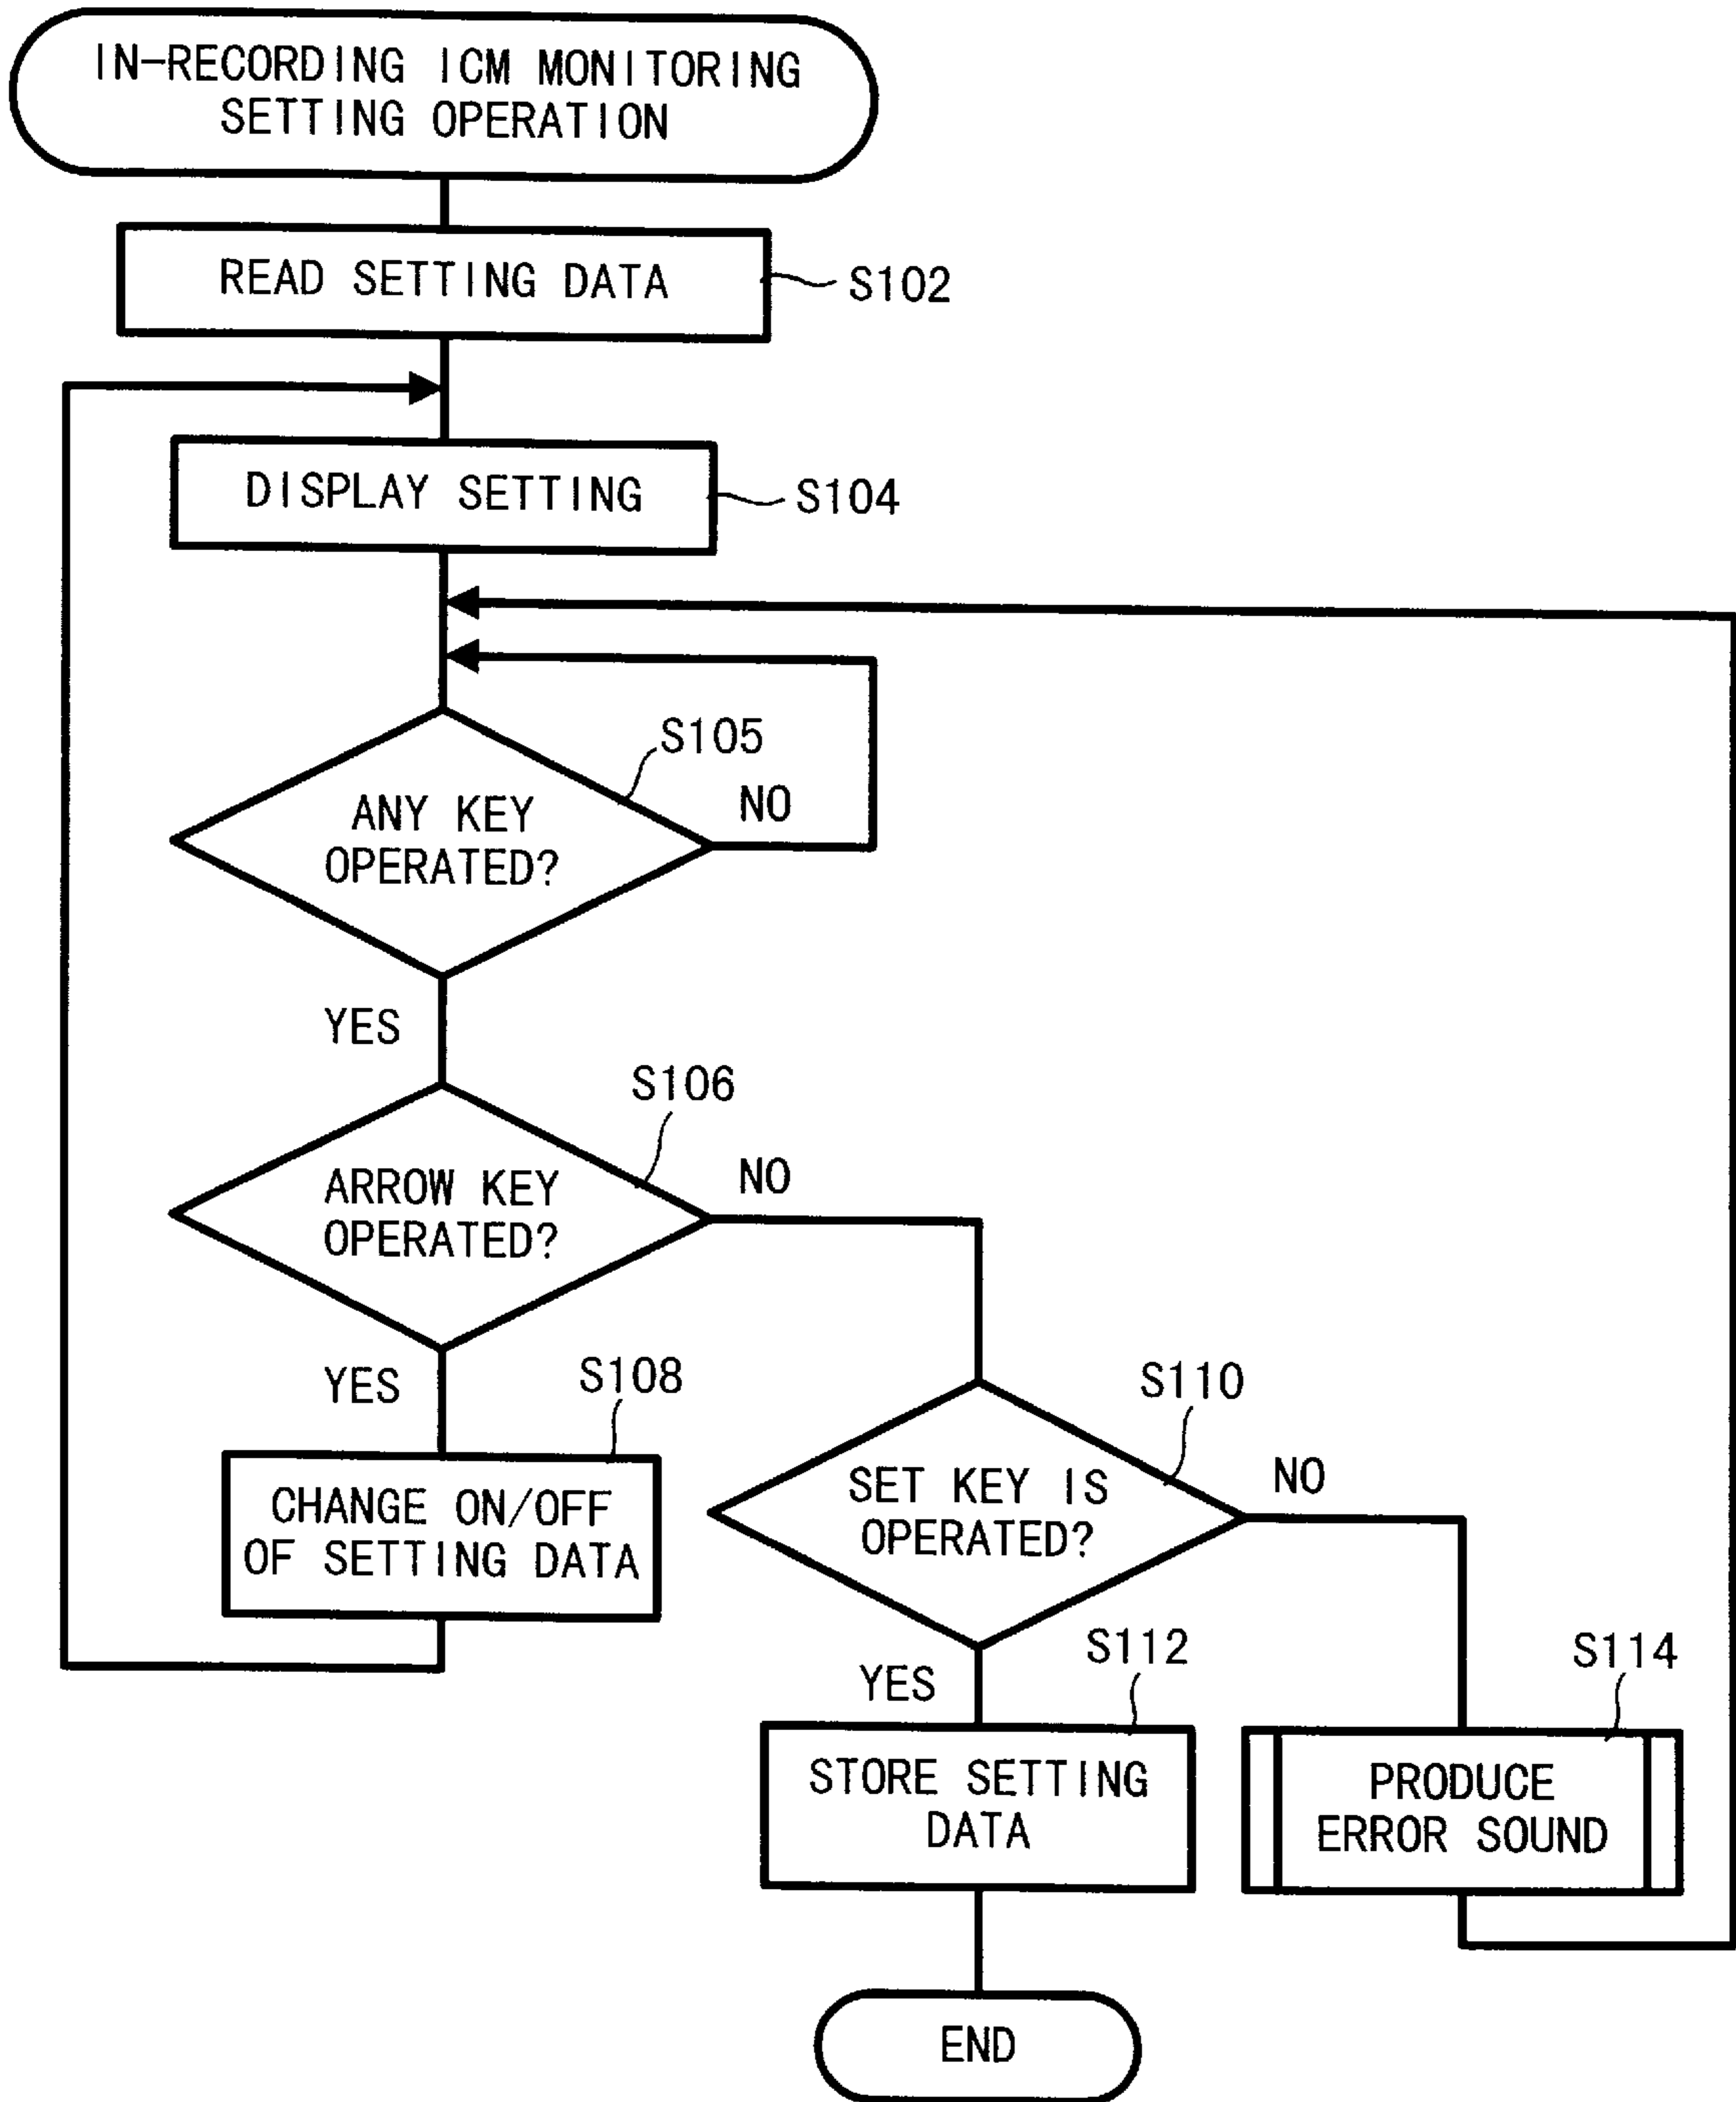 IN-RECORDING ICM MONITORING
SETTING OPERATION
READ SETTING DATA
S102
DISPLAY SETTING
S104
S105
ANY KEY
OPERATED?
NO
YES
S106
ARROW KEY
OPERATED?
NO
YES
S108
CHANGE ON/OFF
OF SETTING DATA
S110
SET KEY IS
OPERATED?
NO
YES
S112
STORE SETTING
DATA
S114
PRODUCE
ERROR SOUND
END